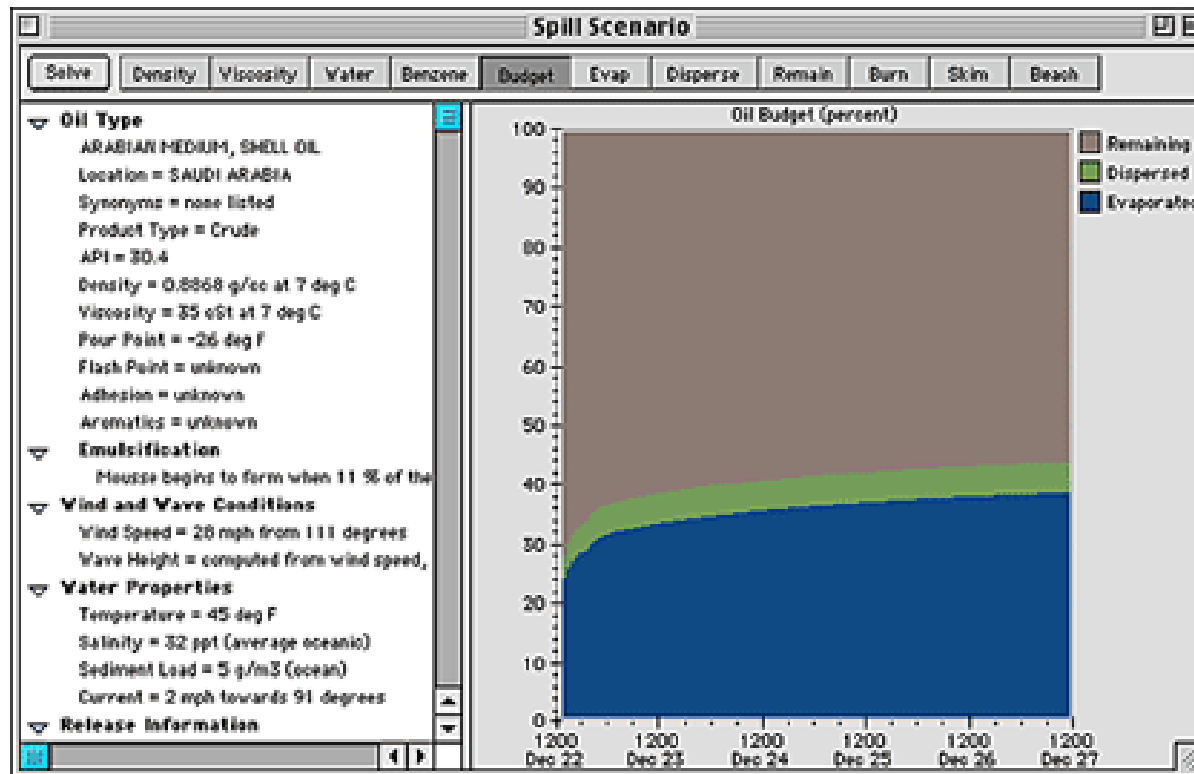 Spill Scenario
Solve Density Viscosity Water Benzene Budget Evap Disperse Remain Burn Skim Beach
Oil Type
ARABIAN MEDIUM, SHELL OIL
Location = SAUDI ARABIA
Synonyms = none listed
Product Type = Crude
API = 30.4
Density = 0.8868 g/cc at 7 deg C
Viscosity = 35 cSt at 7 deg C
Pour Point = -26 deg F
Flash Point = unknown
Adhesion = unknown
Aromatics = unknown
Emulsification
Mousse begins to form when 11 % of the
Wind and Wave Conditions
Wind Speed = 28 mph from 111 degrees
Wave Height = computed from wind speed,
Water Properties
Temperature = 45 deg F
Salinity = 32 ppt (average oceanic)
Sediment Load = 5 g/m3 (ocean)
Current = 2 mph towards 91 degrees
Release Information
Oil Budget (percent)
100
90
80
70
60
50
40
30
20
10
0
1200 1200 1200 1200 1200 1200
Dec 22 Dec 23 Dec 24 Dec 25 Dec 26 Dec 27
Remaining
Dispersed
Evaporated